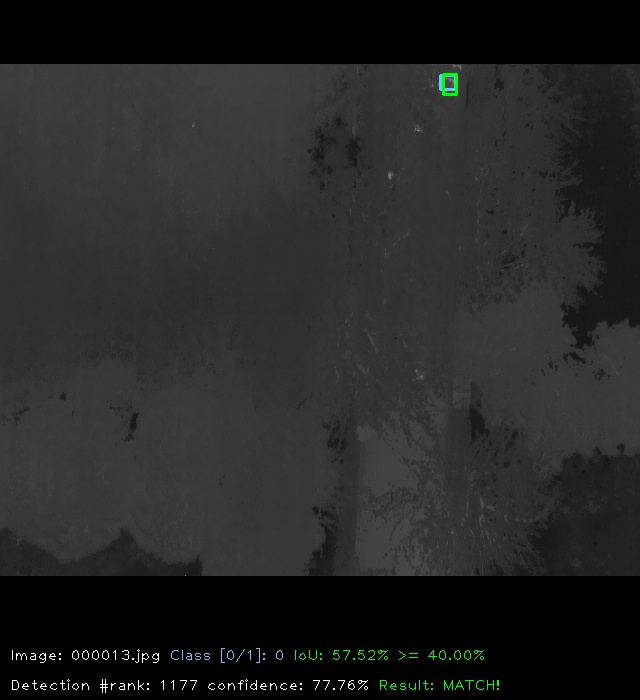 Image: 000013.jpg Class [0/1]: 0 IoU: 57.52% >= 40.00%
Detection #rank: 1177 confidence: 77.76% Result: MATCH!